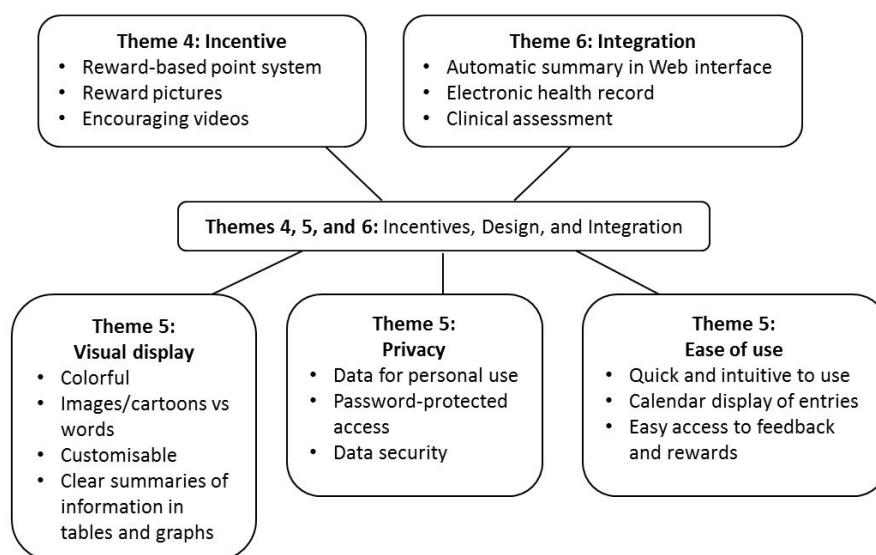 Theme 4: Incentive
• Reward-based point system
• Reward pictures
• Encouraging videos
Theme 6: Integration
• Automatic summary in Web interface
• Electronic health record
• Clinical assessment
Themes 4, 5, and 6: Incentives, Design, and Integration
Theme 5:
Visual display
• Colorful
• Images/cartoons vs
words
• Customisable
• Clear summaries of
information in
tables and graphs
Theme 5:
Privacy
• Data for personal use
• Password-protected
access
• Data security
Theme 5:
Ease of use
• Quick and intuitive to use
• Calendar display of entries
• Easy access to feedback
and rewards